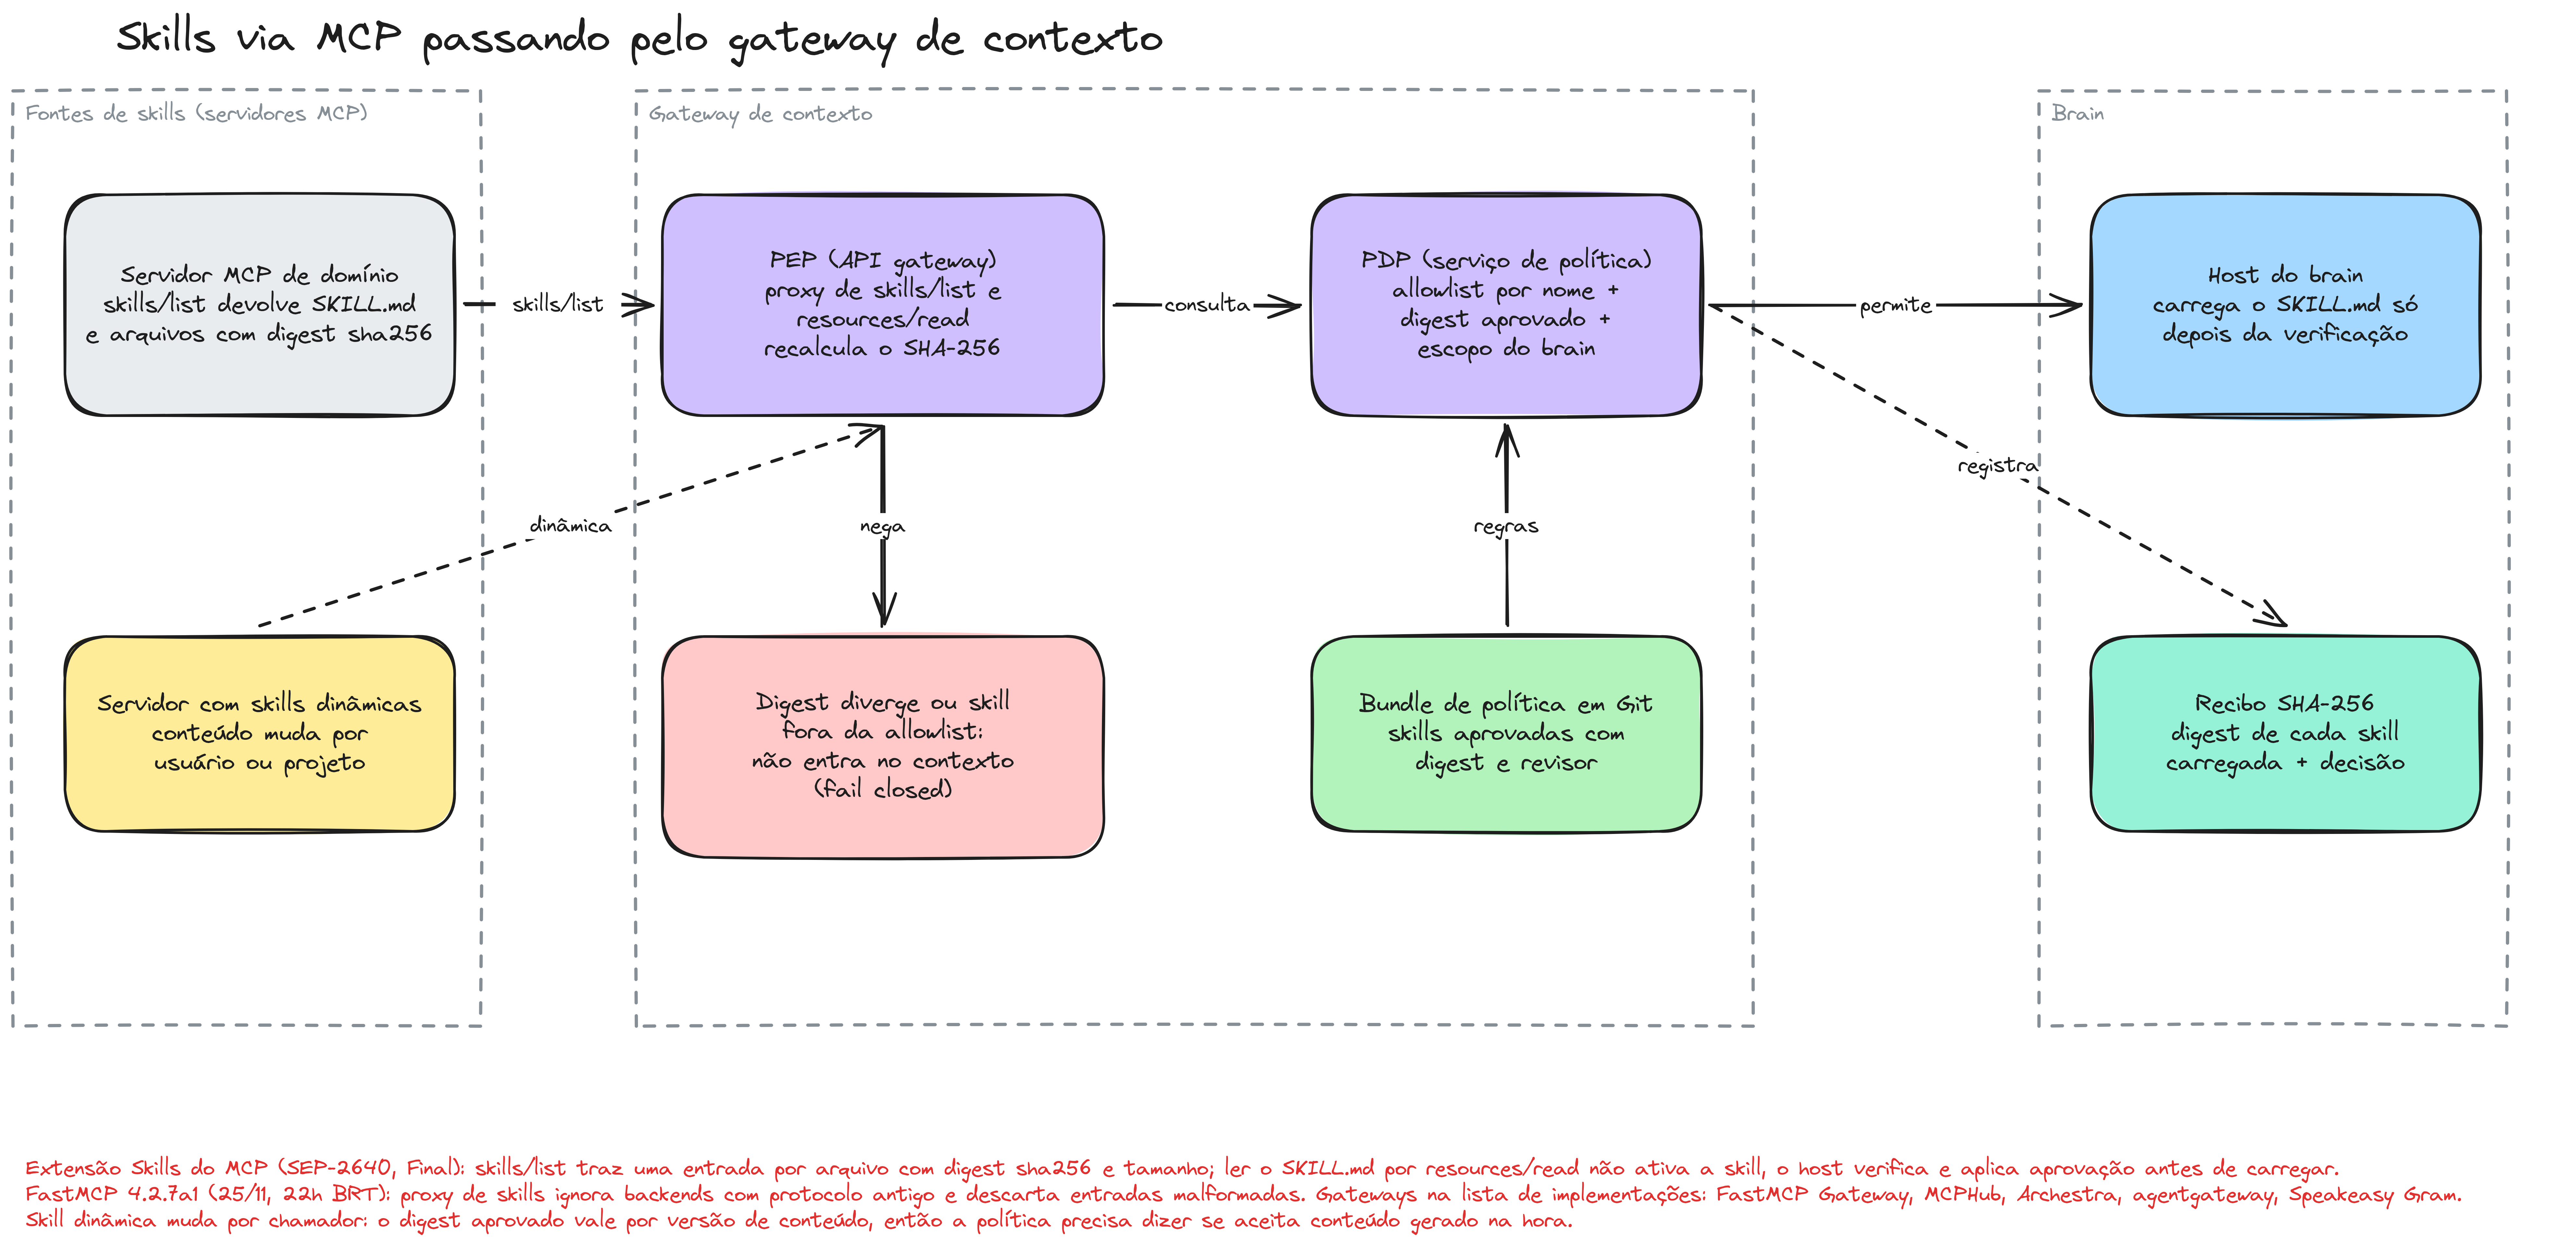 Skills via MCP passando pelo gateway de contexto
Fontes de skills (servidores MCP)
Gateway de contexto
Brain
Servidor MCP de domínio
skills/list devolve SKILL.md
e arquivos com digest sha256
skills/list
PEP (API gateway)
proxy de skills/list e
resources/read
recalcula o SHA-256
consulta
PDP (serviço de política)
allowlist por nome +
digest aprovado +
escopo do brain
permite
Host do brain
carrega o SKILL.md só
depois da verificação
registra
dinâmica
nega
regras
Servidor com skills dinâmicas
conteúdo muda por
usuário ou projeto
Digest diverge ou skill
fora da allowlist:
não entra no contexto
(fail closed)
Bundle de política em Git
skills aprovadas com
digest e revisor
Recibo SHA-256
digest de cada skill
carregada + decisão
Extensão Skills do MCP (SEP-2640, Final): skills/list traz uma entrada por arquivo com digest sha256 e tamanho; ler o SKILL.md por resources/read não ativa a skill, o host verifica e aplica aprovação antes de carregar.
FastMCP 4.2.7a1 (25/11, 22h BRT): proxy de skills ignora backends com protocolo antigo e descarta entradas malformadas. Gateways na lista de implementações: FastMCP Gateway, MCPHub, Archestra, agentgateway, Speakeasy Gram.
Skill dinâmica muda por chamador: o digest aprovado vale por versão de conteúdo, então a política precisa dizer se aceita conteúdo gerado na hora.